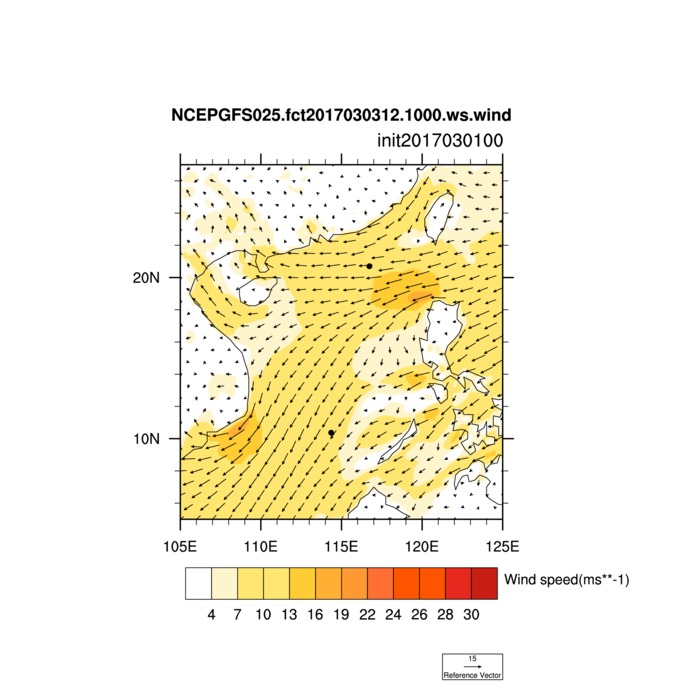 NCEPGFS025.fct2017030312.1000.ws.wind
init2017030100
20N
10N
105E 110E 115E 120E 125E
Wind speed(ms**-1)
4 7 10 13 16 19 22 24 26 28 30
15
Reference Vector